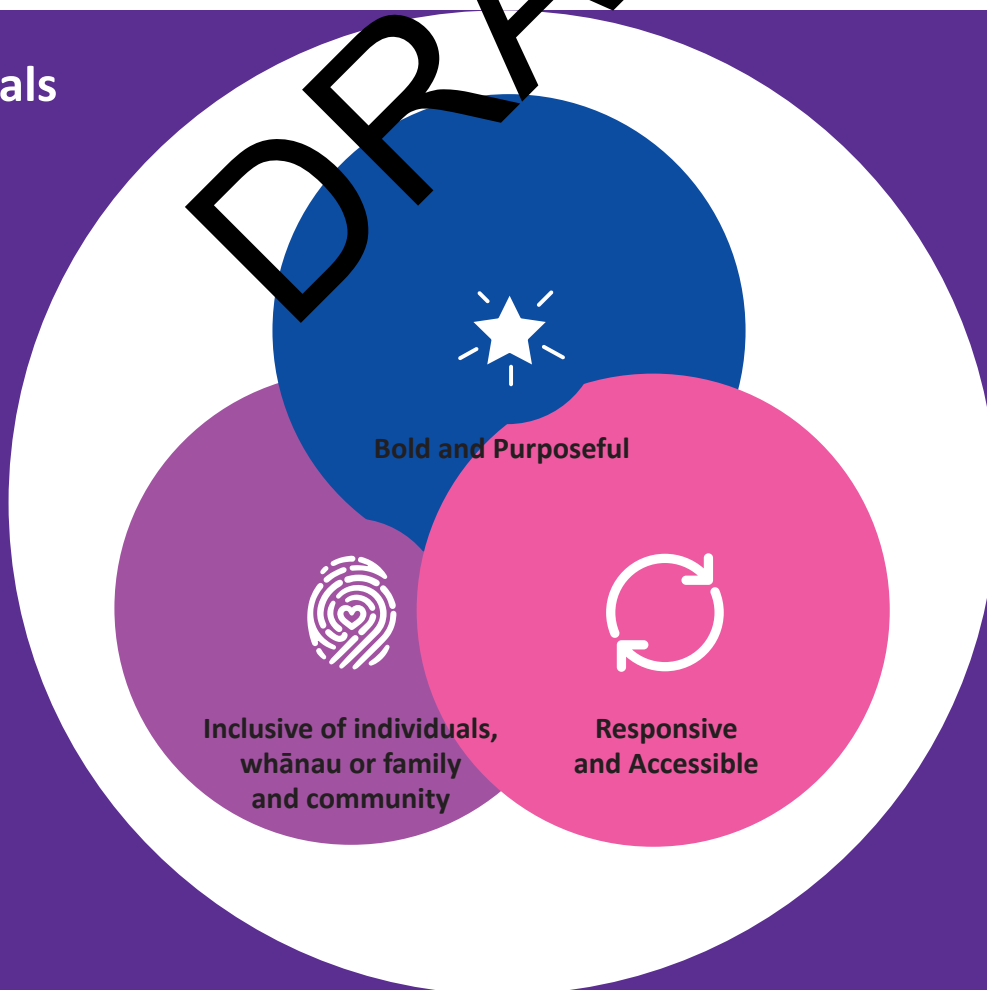 als
DRA
Bold and Purposeful
Inclusive of individuals,
whānau or family
and community
Responsive
and Accessible